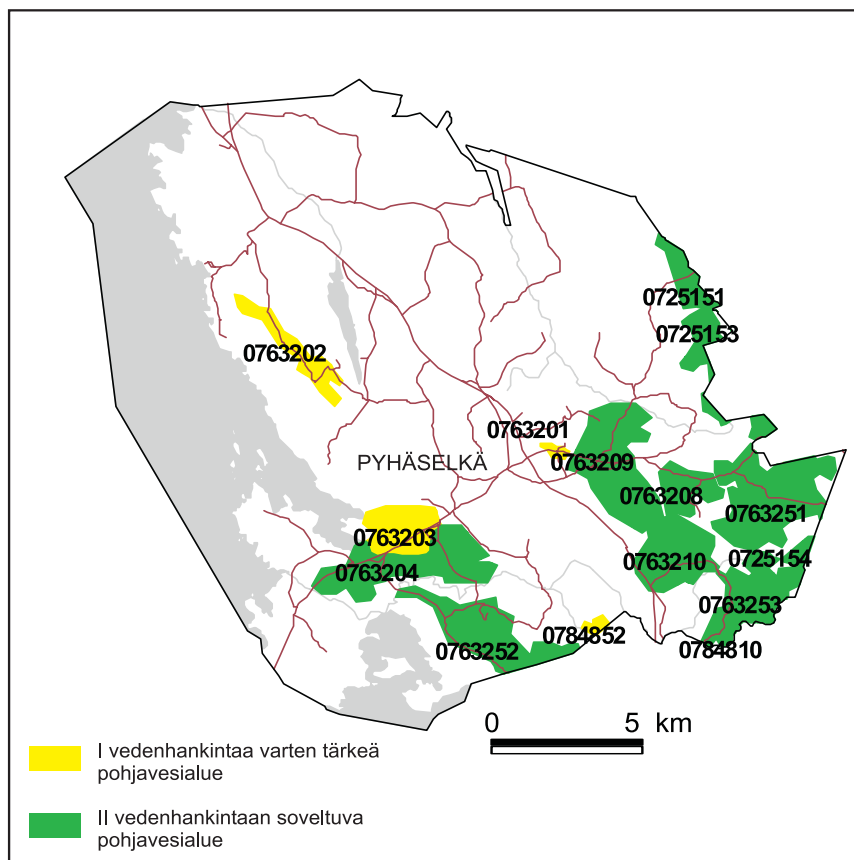 0725151
0725153
0763202
0763201
PYHÄSELKÄ
0763209
0763208
0763251
0763203
0725154
0763204
0763210
0763253
0784852
0763252
0784810
0 5 km
I vedenhankintaa varten tärkeä
pohjavesialue
II vedenhankintaan soveltuva
pohjavesialue